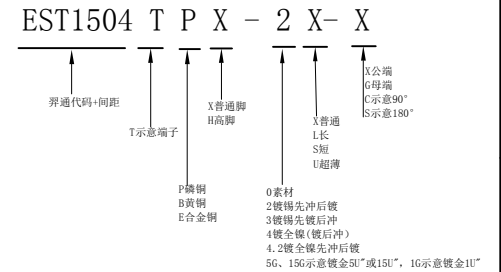 EST1504 T P X - 2 X- X
羿通代码+间距
T示意端子
X普通脚
H高脚
P磷铜
B黄铜
E合金铜
0素材
2镀锡先冲后镀
3镀锡先镀后冲
4镀全镍(镀后冲)
4.2镀全镍先冲后镀
5G、15G示意镀金5U"或15U"，1G示意镀金1U"
X普通
L长
S短
U超薄
X公端
G母端
C示意90°
S示意180°